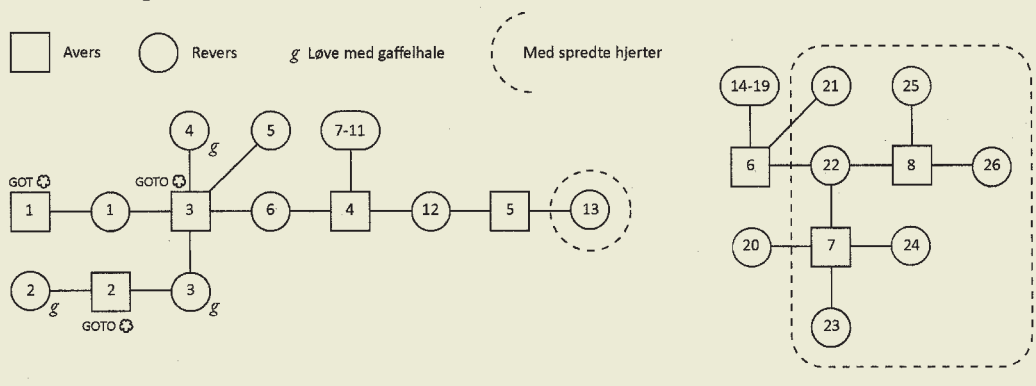 Avers
Revers
g Løve med gaffelhale
Med spredte hjerter
14-19
21
25
4
g
5
7-11
6
22
8
26
GOT
GOTO
1
1
3
6
4
12
5
13
20
7
24
2
g
2
3
g
GOTO
23